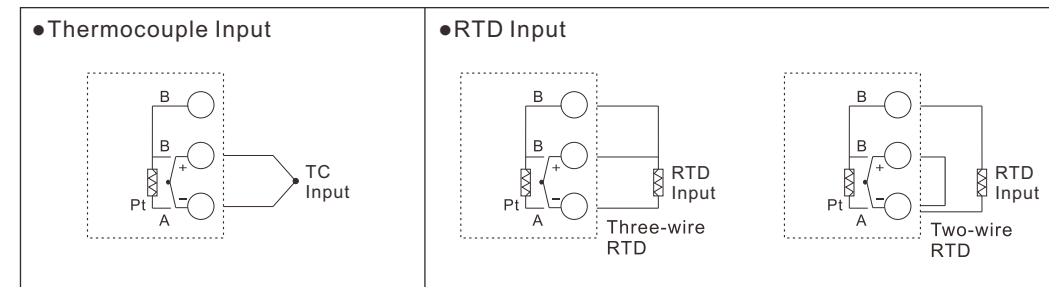 ●Thermocouple Input
B
B
+
-
Pt
A
TC
Input
●RTD Input
B
B
+
-
Pt
A
RTD
Input
Three-wire
RTD
B
B
+
-
Pt
A
RTD
Input
Two-wire
RTD